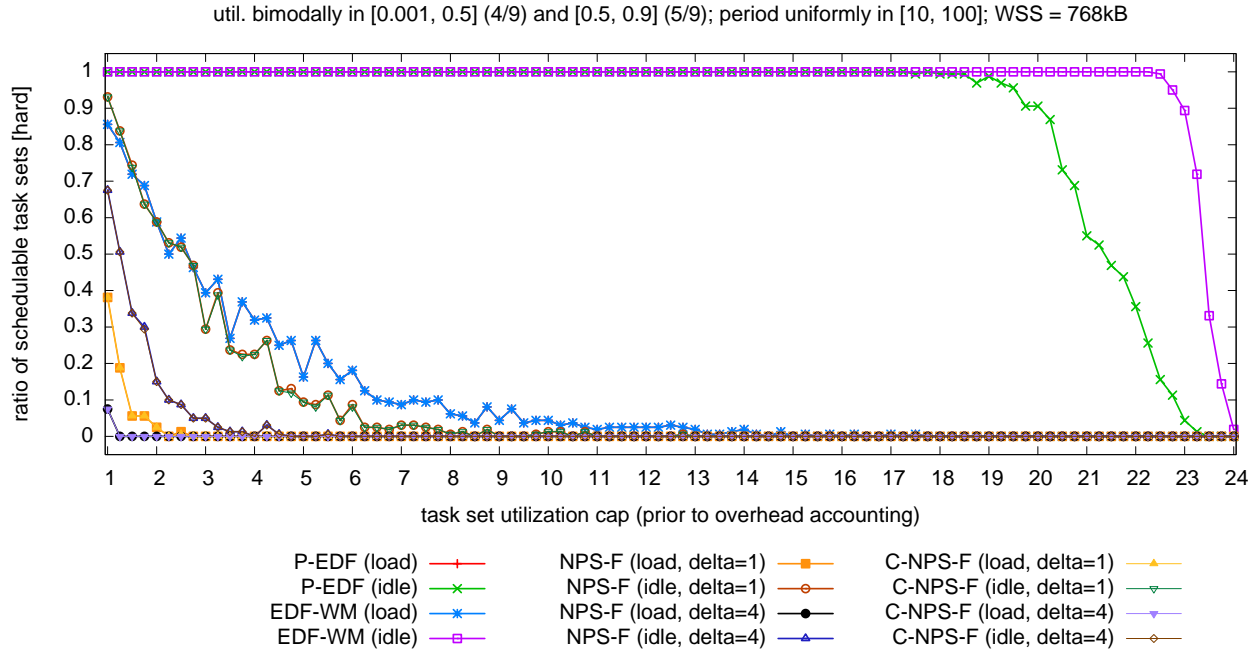 util. bimodally in [0.001, 0.5] (4/9) and [0.5, 0.9] (5/9); period uniformly in [10, 100]; WSS = 768kB
ratio of schedulable task sets [hard]
1
0.9
0.8
0.7
0.6
0.5
0.4
0.3
0.2
0.1
0
1 2 3 4 5 6 7 8 9 10 11 12 13 14 15 16 17 18 19 20 21 22 23 24
task set utilization cap (prior to overhead accounting)
P-EDF (load) NPS-F (load, delta=1) C-NPS-F (load, delta=1)
P-EDF (idle) NPS-F (idle, delta=1) C-NPS-F (idle, delta=1)
EDF-WM (load) NPS-F (load, delta=4) C-NPS-F (load, delta=4)
EDF-WM (idle) NPS-F (idle, delta=4) C-NPS-F (idle, delta=4)